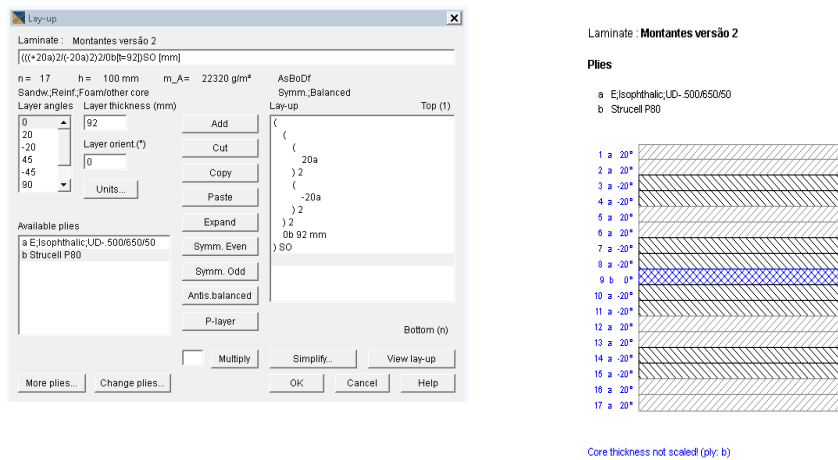 Lay-up
Laminate : Montantes versão 2
(((+20a)2/(-20a)2)2/0b[t=92])SO [mm]
n = 17 h = 100 mm m_A= 22320 g/m² AsBoDf
Sandw.;Reinf.;Foam/other core Symm.;Balanced
Layer angles Layer thickness (mm) Lay-up Top (1)
0
20
-20
45
-45
90
92
Layer orient.(°)
0
Units...
Available plies
a E;Isophthalic;UD-.500/650/50
b Strucell P80
Add
Cut
Copy
Paste
Expand
Symm. Even
Symm. Odd
Antis.balanced
P-layer
Multiply
(
(
(
20a
) 2
(
-20a
) 2
) 2
0b 92 mm
) SO
Bottom (n)
Simplify... View lay-up
More plies... Change plies... OK Cancel Help
Laminate : Montantes versão 2
Plies
a E;Isophthalic;UD-.500/650/50
b Strucell P80
1 a 20°
2 a 20°
3 a -20°
4 a -20°
5 a 20°
6 a 20°
7 a -20°
8 a -20°
9 b 0°
10 a -20°
11 a -20°
12 a 20°
13 a 20°
14 a -20°
15 a -20°
16 a 20°
17 a 20°
Core thickness not scaled! (ply: b)